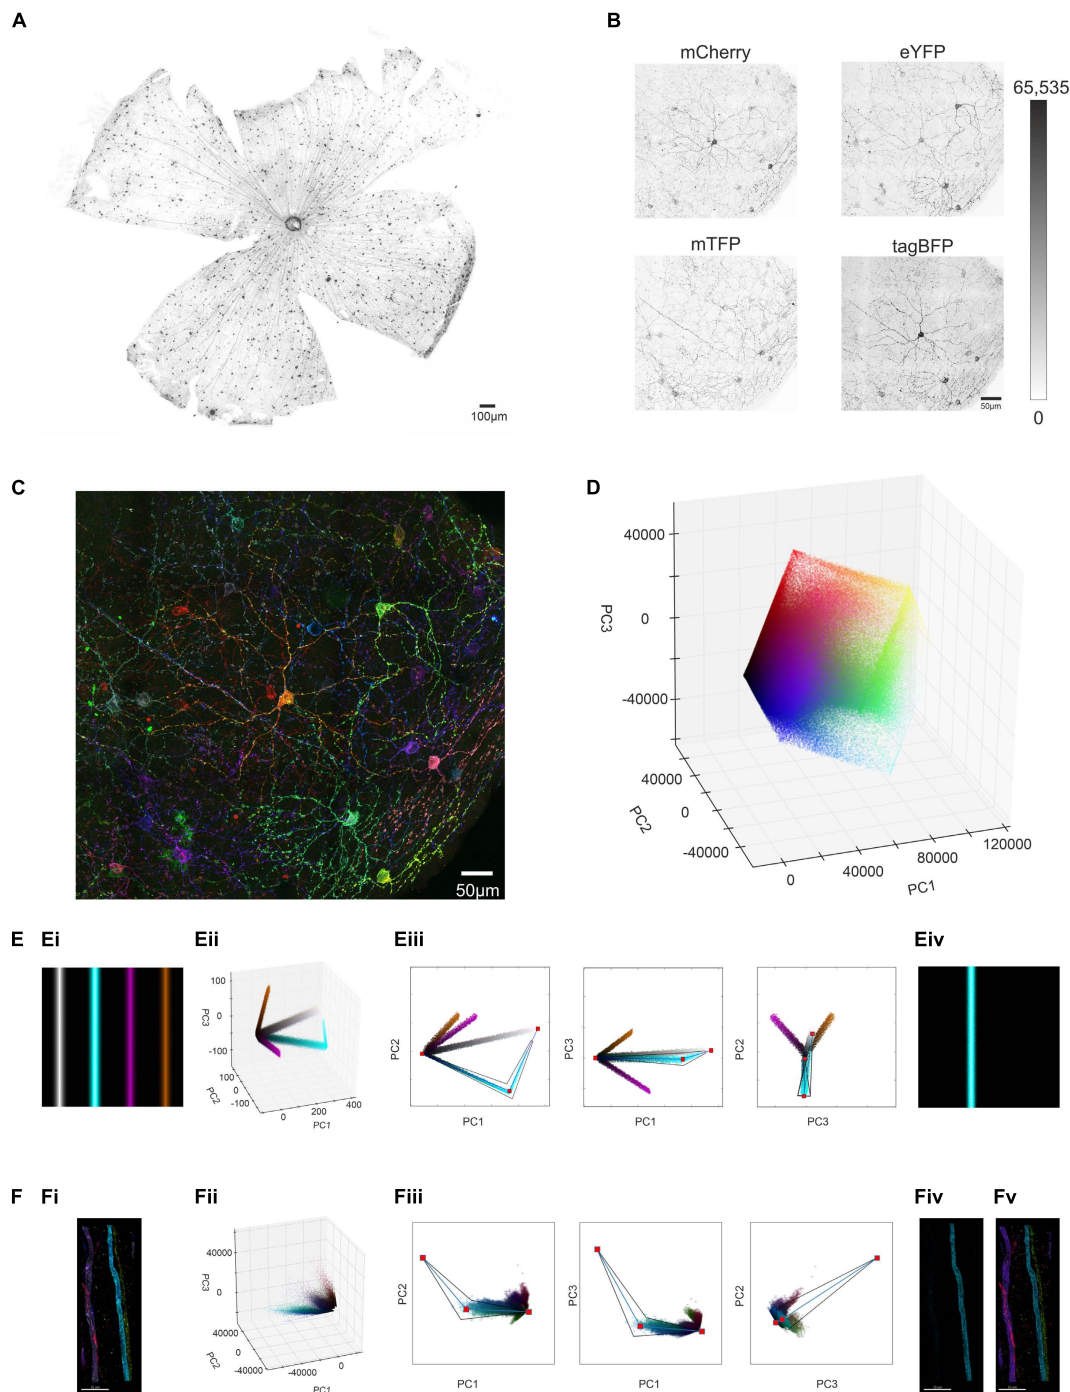 A
100µm
B
mCherry
eYFP
mTFP
tagBFP
50µm
65,535
0
C
50µm
D
40000
0
-40000
PC3
40000
0
-40000
PC2
0
40000
80000
120000
PC1
E
Ei
Eii
100
0
-100
PC3
100
0
-100
PC2
0
200
400
PC1
Eiii
PC2
PC1
PC3
PC1
PC2
PC3
Eiv
F
Fi
Fii
40000
0
PC3
40000
0
-40000
PC2
-40000
0
PC1
Fiii
PC2
PC1
PC3
PC1
PC2
PC3
Fiv
Fv